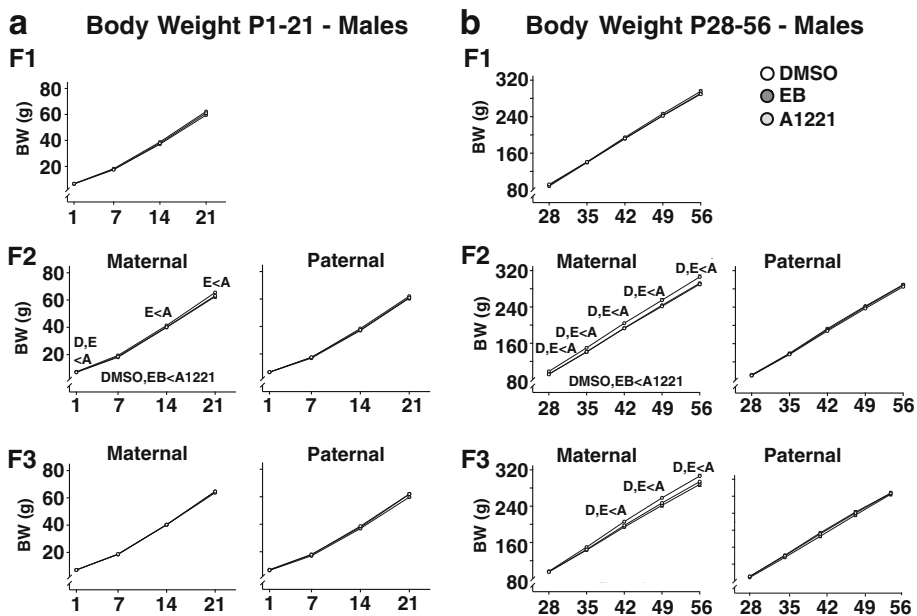 a Body Weight P1-21 - Males
F1
BW (g)
80
60
40
20
1 7 14 21
F2
Maternal
BW (g)
80
60
40
20
D,E
<A
E<A
E<A
DMSO,EB<A1221
1 7 14 21
Paternal
1 7 14 21
F3
Maternal
BW (g)
80
60
40
20
1 7 14 21
Paternal
1 7 14 21
b Body Weight P28-56 - Males
F1
BW (g)
320
240
160
80
28 35 42 49 56
DMSO
EB
A1221
F2
Maternal
BW (g)
320
240
160
80
D,E<A
D,E<A
D,E<A
D,E<A
D,E<A
DMSO,EB<A1221
28 35 42 49 56
Paternal
28 35 42 49 56
F3
Maternal
BW (g)
320
240
160
80
D,E<A
D,E<A
D,E<A
28 35 42 49 56
Paternal
28 35 42 49 56